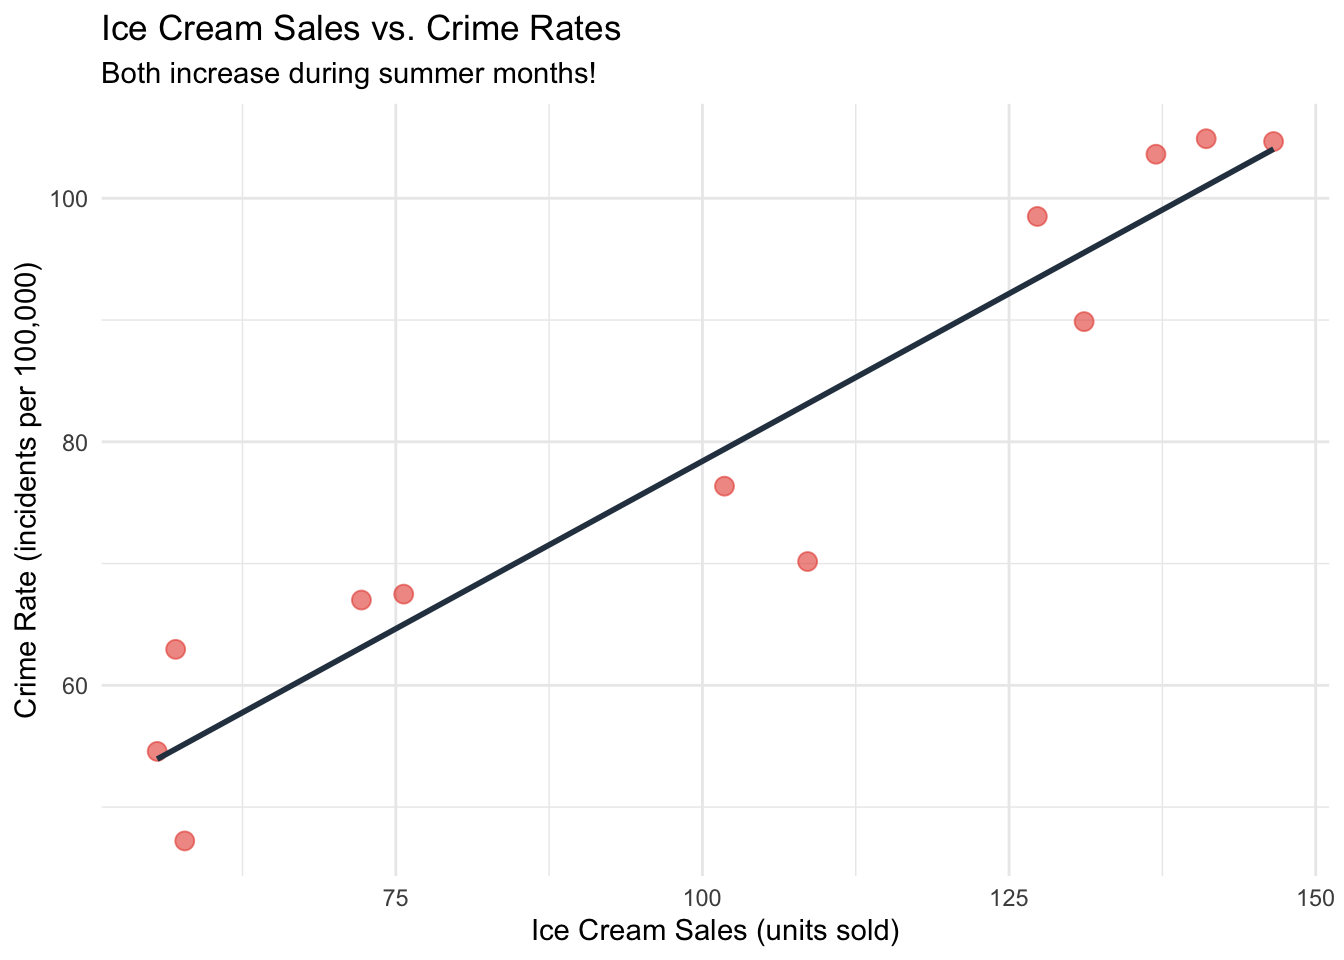 Ice Cream Sales vs. Crime Rates
Both increase during summer months!
Crime Rate (incidents per 100,000)
100
80
60
75
100
125
150
Ice Cream Sales (units sold)